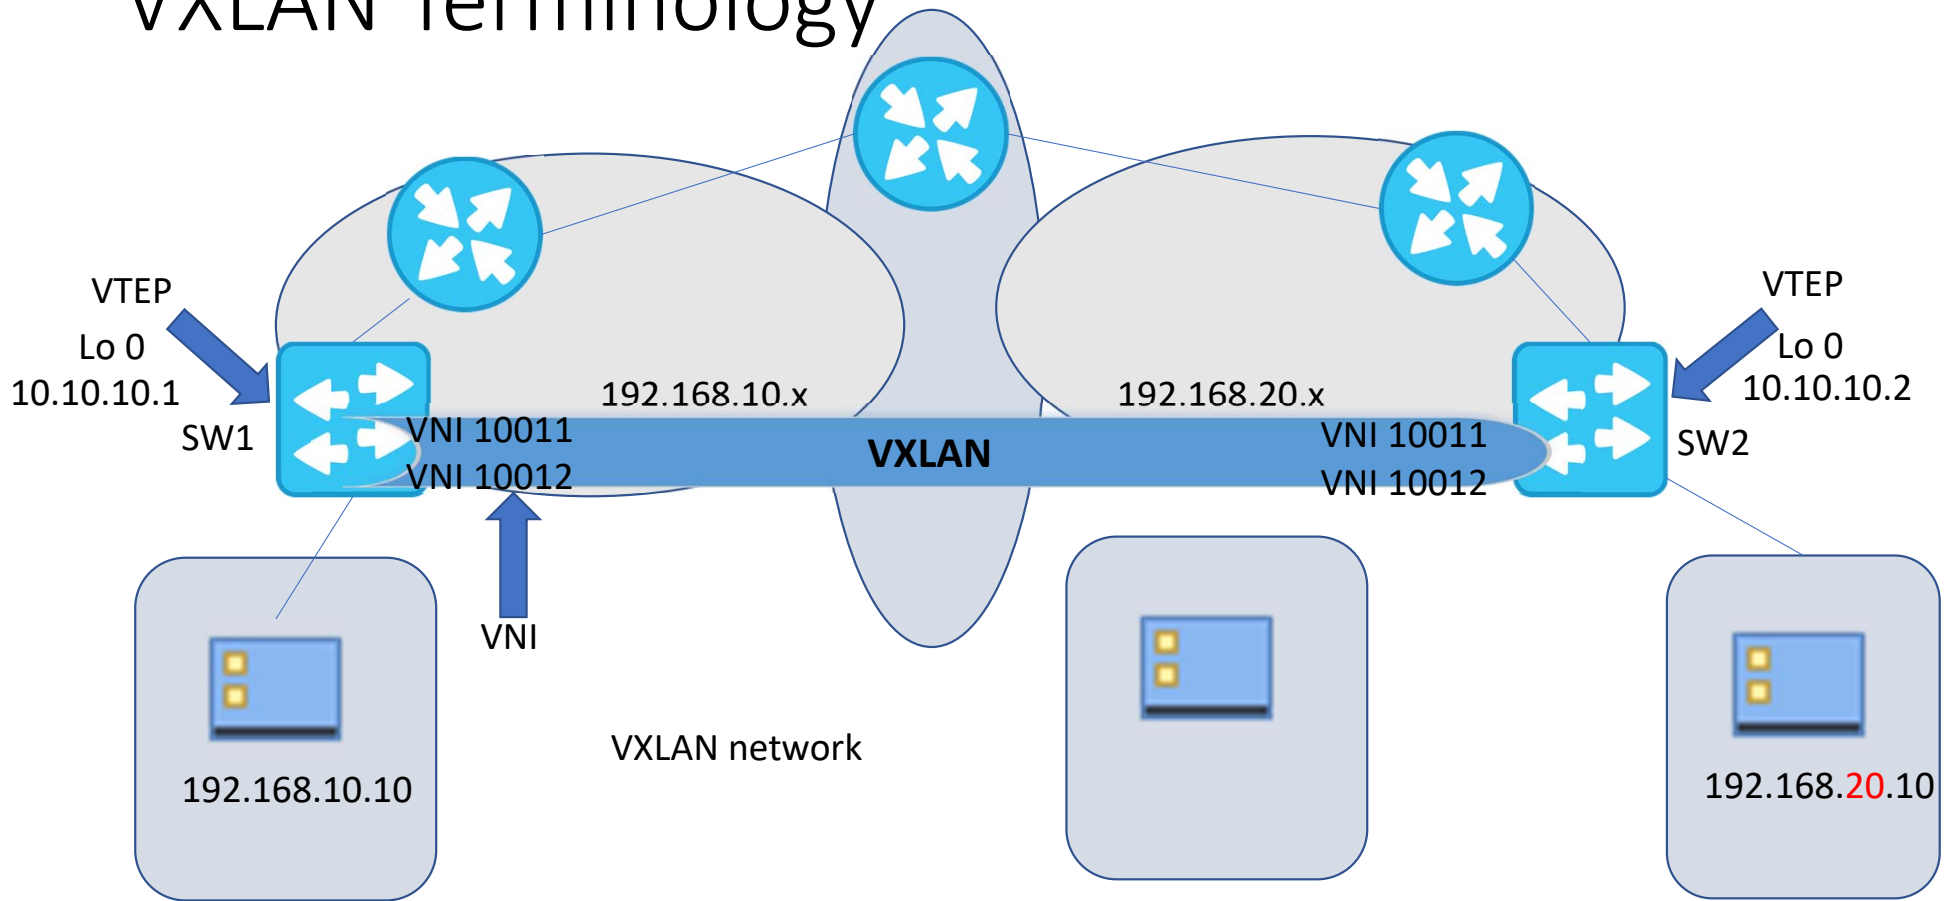 VXLAN Terminology
VTEP
Lo 0
10.10.10.1
SW1
192.168.10.x
192.168.20.x
VTEP
Lo 0
10.10.10.2
SW2
VNI 10011
VNI 10012
VXLAN
VNI 10011
VNI 10012
VNI
VXLAN network
192.168.10.10
192.168.20.10